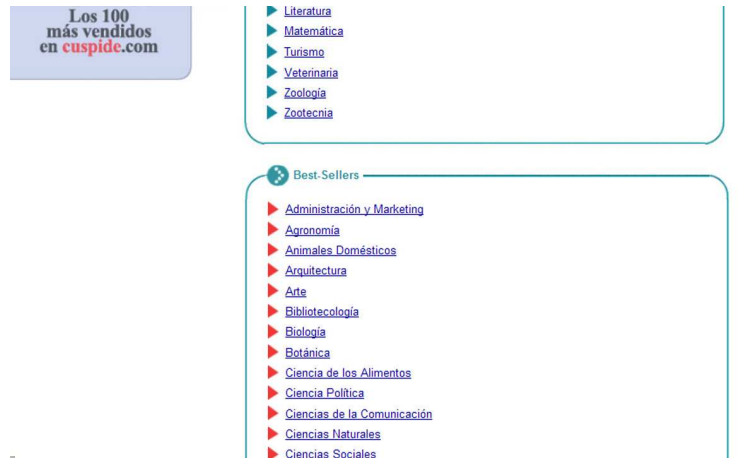 Los 100
más vendidos
en cuspide.com
Literatura
Matemática
Turismo
Veterinaria
Zoología
Zootecnia
Best-Sellers
Administración y Marketing
Agronomía
Animales Domésticos
Arquitectura
Arte
Bibliotecología
Biología
Botánica
Ciencia de los Alimentos
Ciencia Política
Ciencias de la Comunicación
Ciencias Naturales
Ciencias Sociales